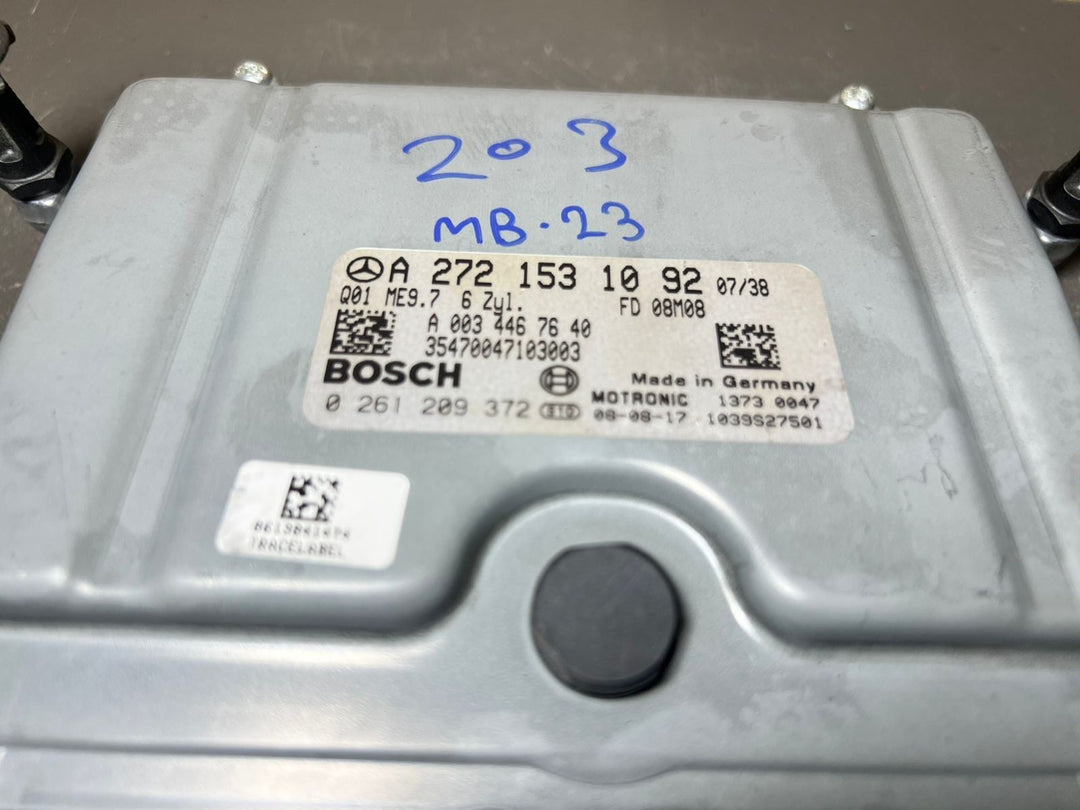 203
MB.23
A 272 153 10 92 07/38
Q01 ME9.7 6 Zyl. FD 08M08
A 003 446 76 40
35470047103003
BOSCH Made in Germany
MOTRONIC 1373 0047
0 261 209 372 08-08-17 1039S27501
TRACELABEL